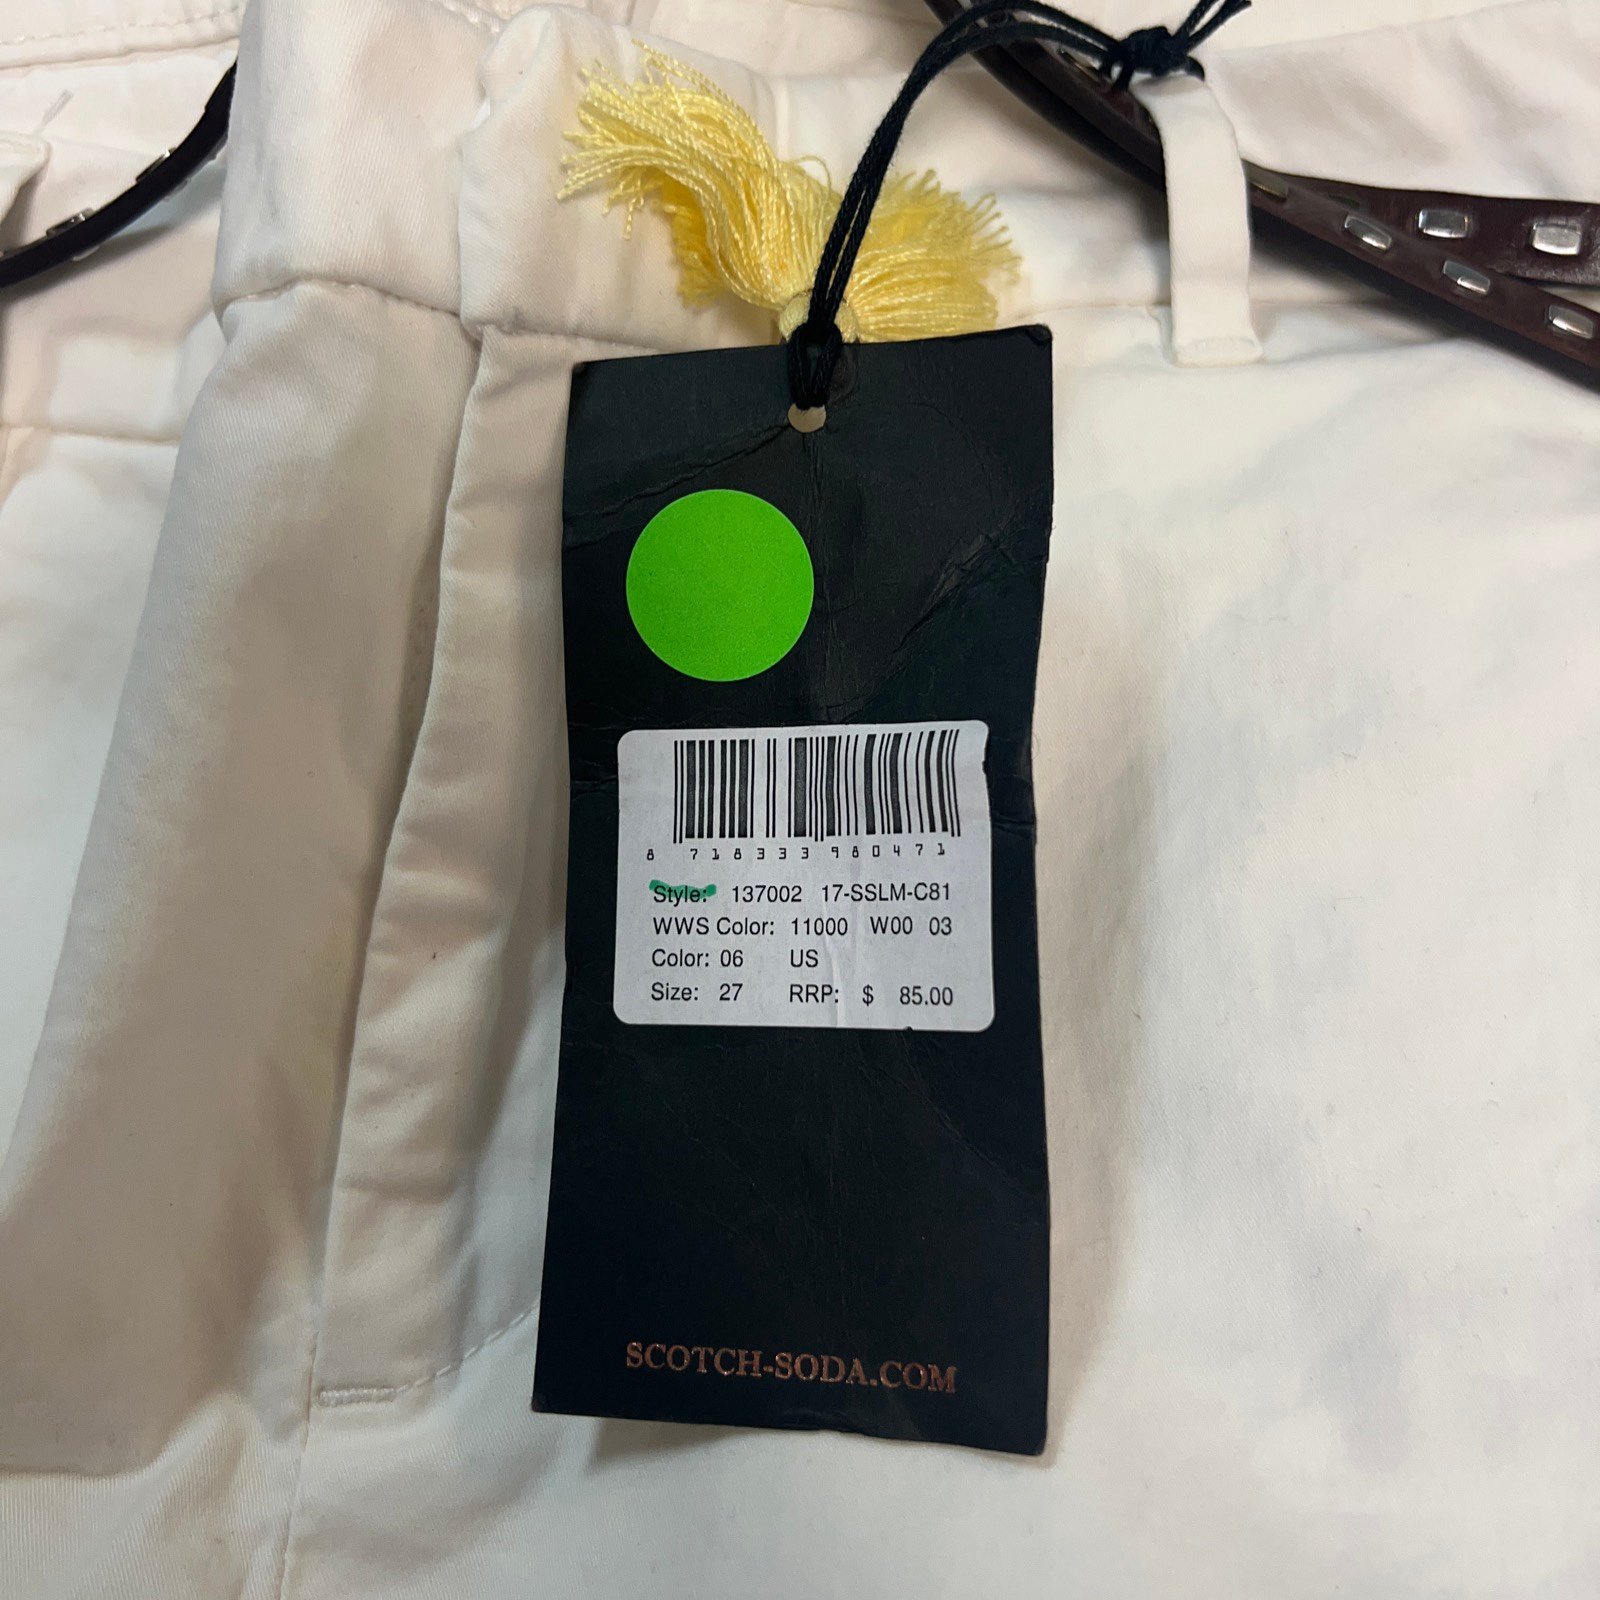 8 718333 980471
Style: 137002 17-SSLM-C81
WWS Color: 11000 W00 03
Color: 06 US
Size: 27 RRP: $ 85.00
SCOTCH-SODA.COM